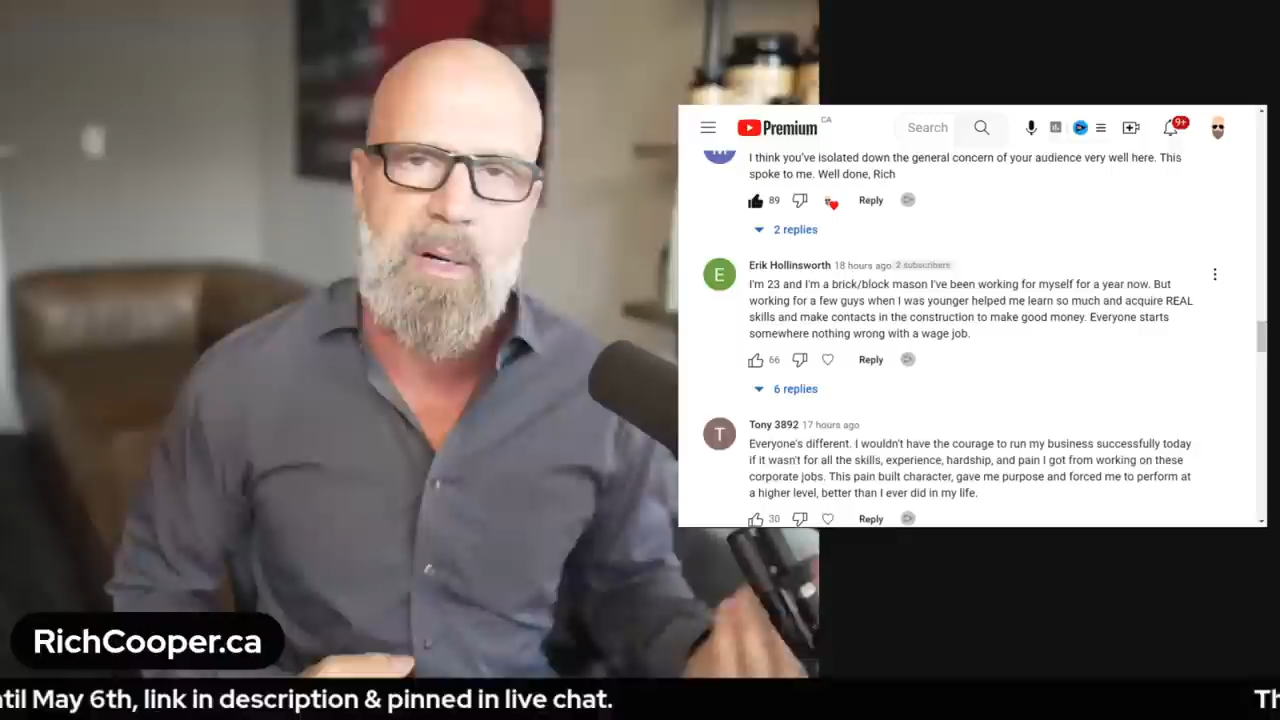 CA
Premium
Search
9+
I think you've isolated down the general concern of your audience very well here. This
spoke to me. Well done, Rich
89
Reply
2 replies
E
Erik Hollinsworth 18 hours ago 2 subscribers
I'm 23 and I'm a brick/block mason I've been working for myself for a year now. But
working for a few guys when I was younger helped me learn so much and acquire REAL
skills and make contacts in the construction to make good money. Everyone starts
somewhere nothing wrong with a wage job.
66
Reply
6 replies
T
Tony 3892 17 hours ago
Everyone's different. I wouldn't have the courage to run my business successfully today
if it wasn't for all the skills, experience, hardship, and pain I got from working on these
corporate jobs. This pain built character, gave me purpose and forced me to perform at
a higher level, better than I ever did in my life.
30
Reply
RichCooper.ca
May 6th, link in description & pinned in live chat.